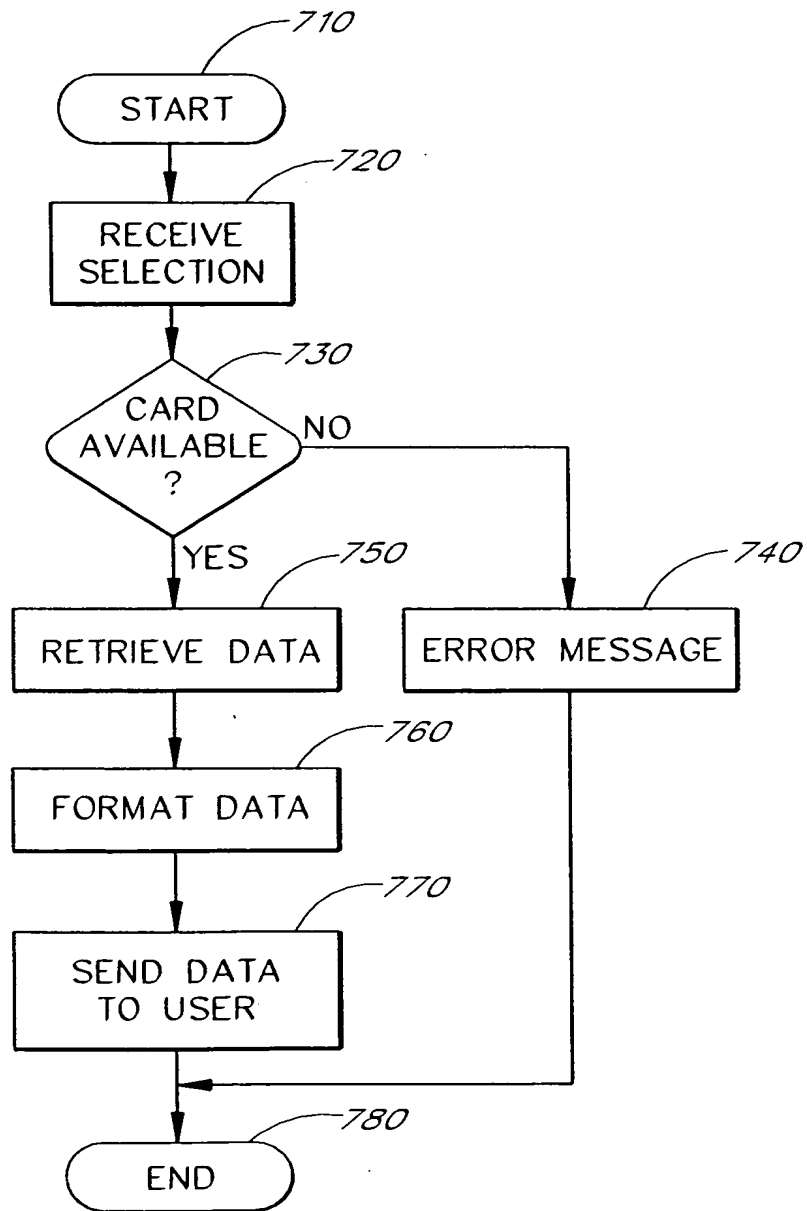 710
START
720
RECEIVE
SELECTION
730
CARD
AVAILABLE
?
NO
YES
750
740
RETRIEVE DATA
ERROR MESSAGE
760
FORMAT DATA
770
SEND DATA
TO USER
780
END